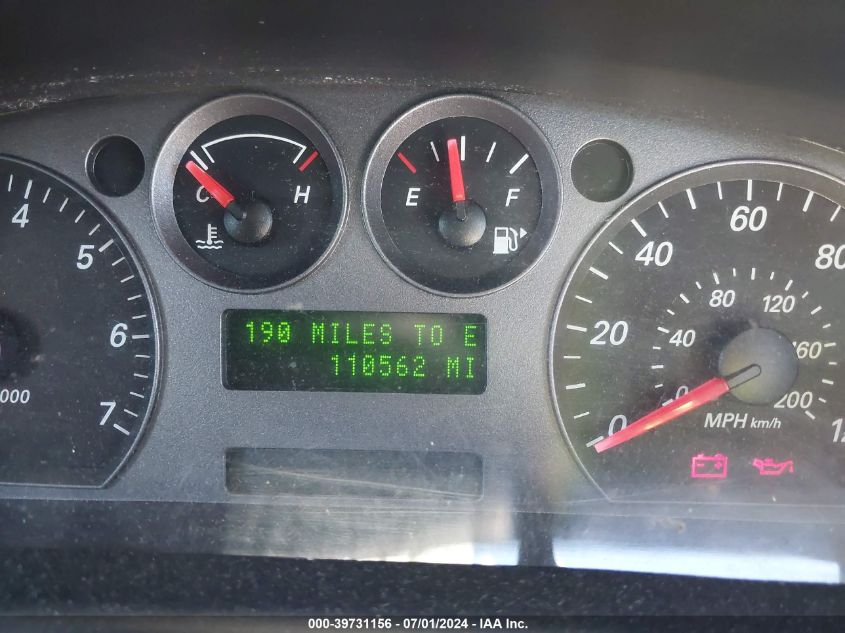 4
5
6
7
000
C H
E F
190 MILES TO E
110562 MI
0 20 40 60 80
0 40 80 120 160 200
MPH km/h
000-39731156 / 07/01/2024 - IAA Inc.